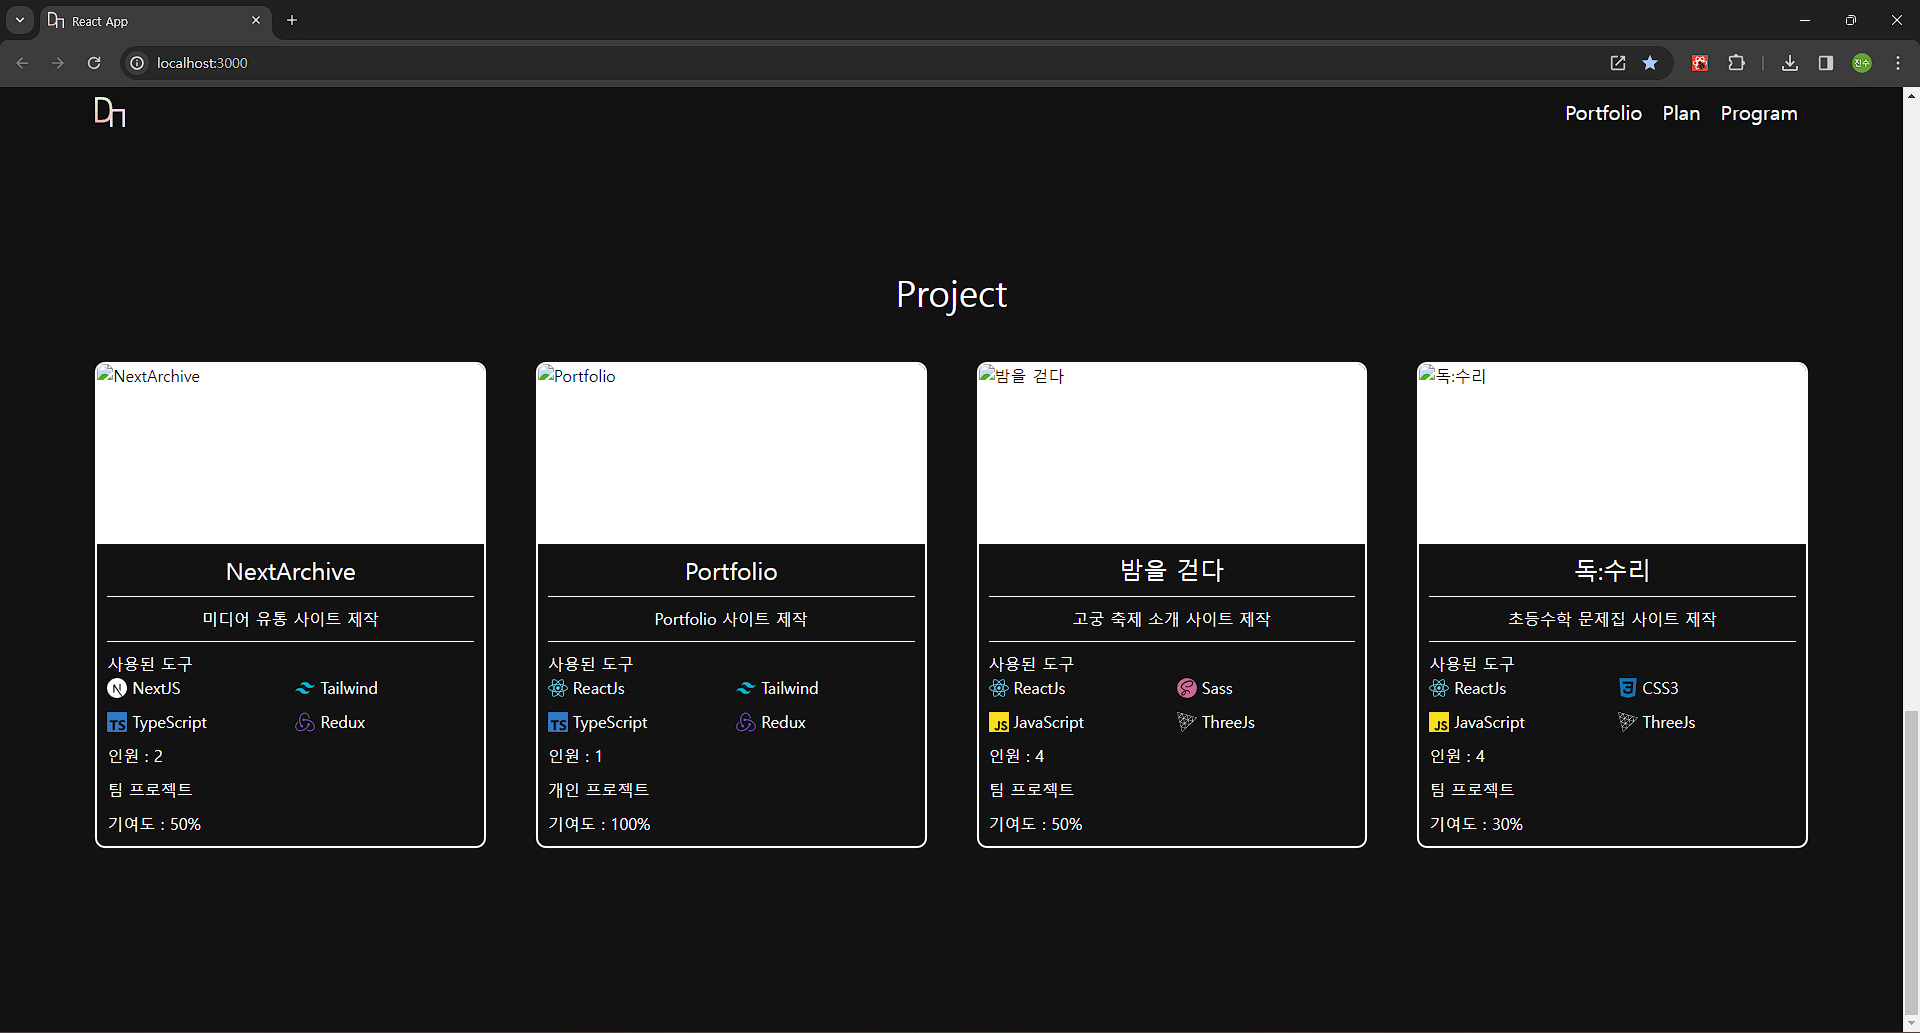 React App
localhost:3000
진수
Dn
Portfolio Plan Program
Project
NextArchive
NextArchive
미디어 유통 사이트 제작
사용된 도구
NextJS Tailwind
TypeScript Redux
인원 : 2
팀 프로젝트
기여도 : 50%
Portfolio
Portfolio
Portfolio 사이트 제작
사용된 도구
ReactJs Tailwind
TypeScript Redux
인원 : 1
개인 프로젝트
기여도 : 100%
밤을 걷다
밤을 걷다
고궁 축제 소개 사이트 제작
사용된 도구
ReactJs Sass
JavaScript ThreeJs
인원 : 4
팀 프로젝트
기여도 : 50%
독:수리
독:수리
초등수학 문제집 사이트 제작
사용된 도구
ReactJs CSS3
JavaScript ThreeJs
인원 : 4
팀 프로젝트
기여도 : 30%